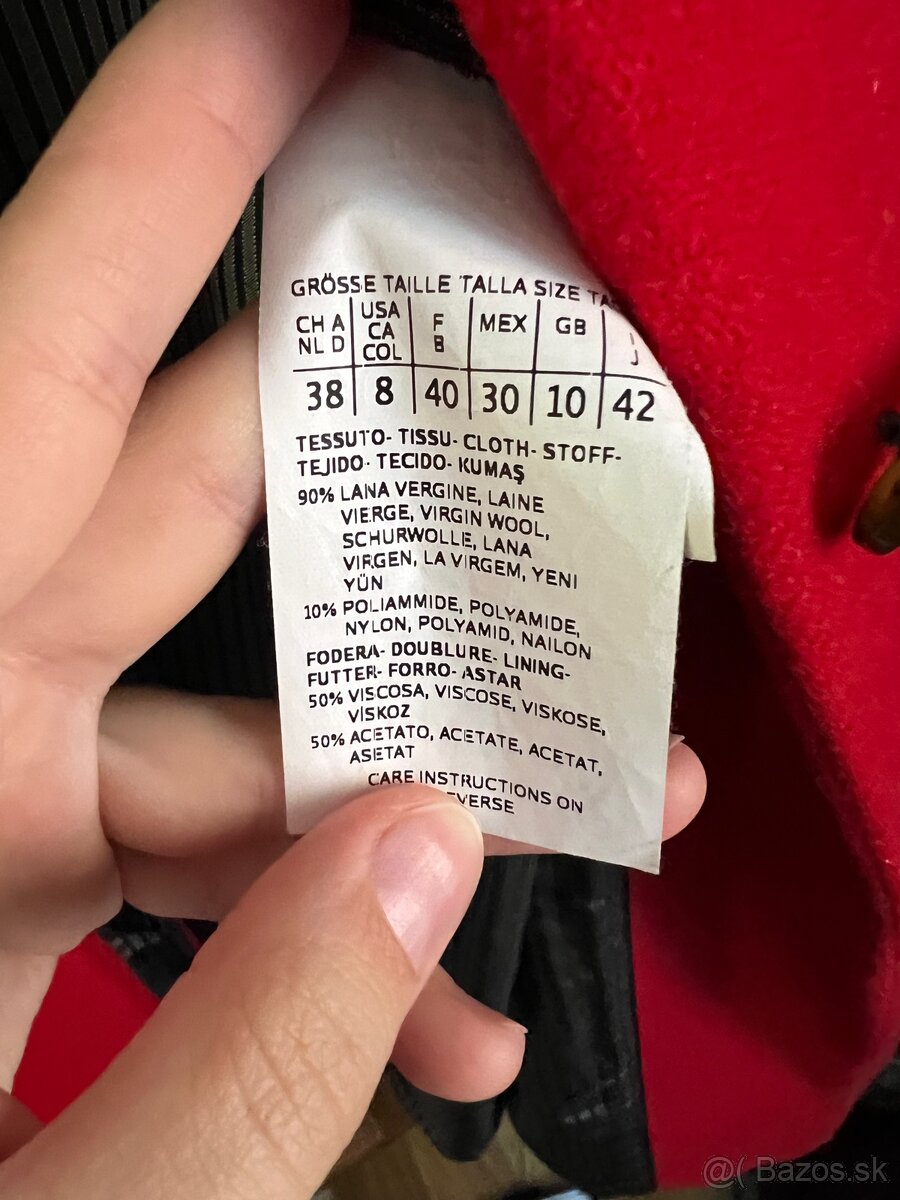 GRÖSSE TAILLE TALLA SIZE
CH A NL D USA CA COL F B MEX GB I J
38 8 40 30 10 42
TESSUTO- TISSU- CLOTH- STOFF-
TEJIDO- TECIDO- KUMAŞ
90% LANA VERGINE, LAINE
VIERGE, VIRGIN WOOL,
SCHURWOLLE, LANA
VIRGEN, LA VIRGEM, YENI
YÜN
10% POLIAMMIDE, POLYAMIDE,
NYLON, POLYAMID, NAILON
FODERA- DOUBLURE- LINING-
FUTTER- FORRO- ASTAR
50% VISCOSA, VISCOSE, VISKOSE,
VİSKOZ
50% ACETATO, ACETATE, ACETAT,
ASETAT
CARE INSTRUCTIONS ON
@( Bazos.sk